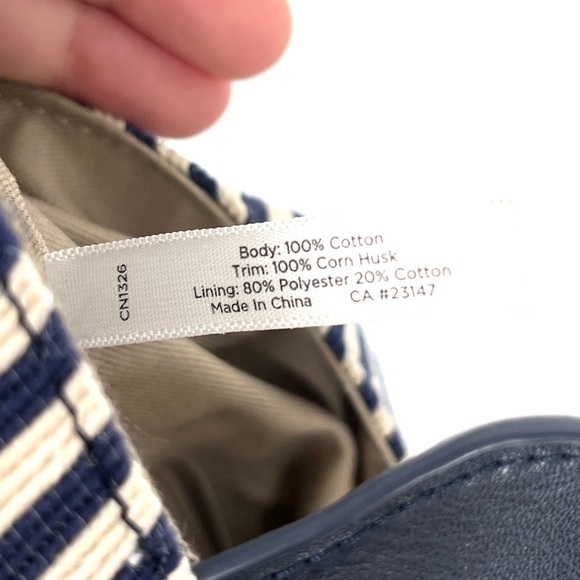 CN1326
Body: 100% Cotton
Trim: 100% Corn Husk
Lining: 80% Polyester 20% Cotton
Made In China CA #23147